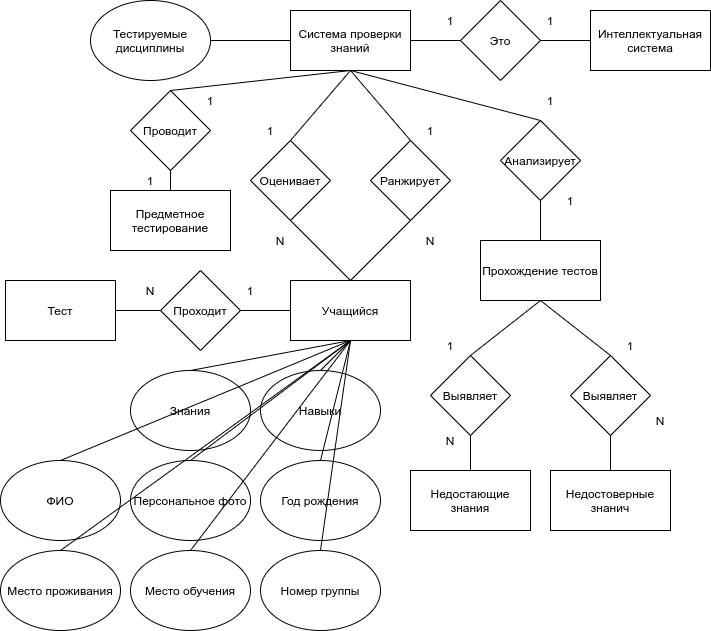 Тестируемые
дисциплины
Система проверки
знаний
1
Это
1
Интеллектуальная
система
1
Проводит
1
Предметное
тестирование
1
Оценивает
N
1
Ранжирует
N
1
Анализирует
1
Прохождение тестов
Тест
N
Проходит
1
Учащийся
1
Выявляет
N
Недостающие
знания
1
Выявляет
N
Недостоверные
знанич
Знания
Навыки
ФИО
Персональное фото
Год рождения
Место проживания
Место обучения
Номер группы